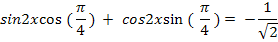 sin2xcos (π/4) + cos2xsin (π/4) = −1/√2